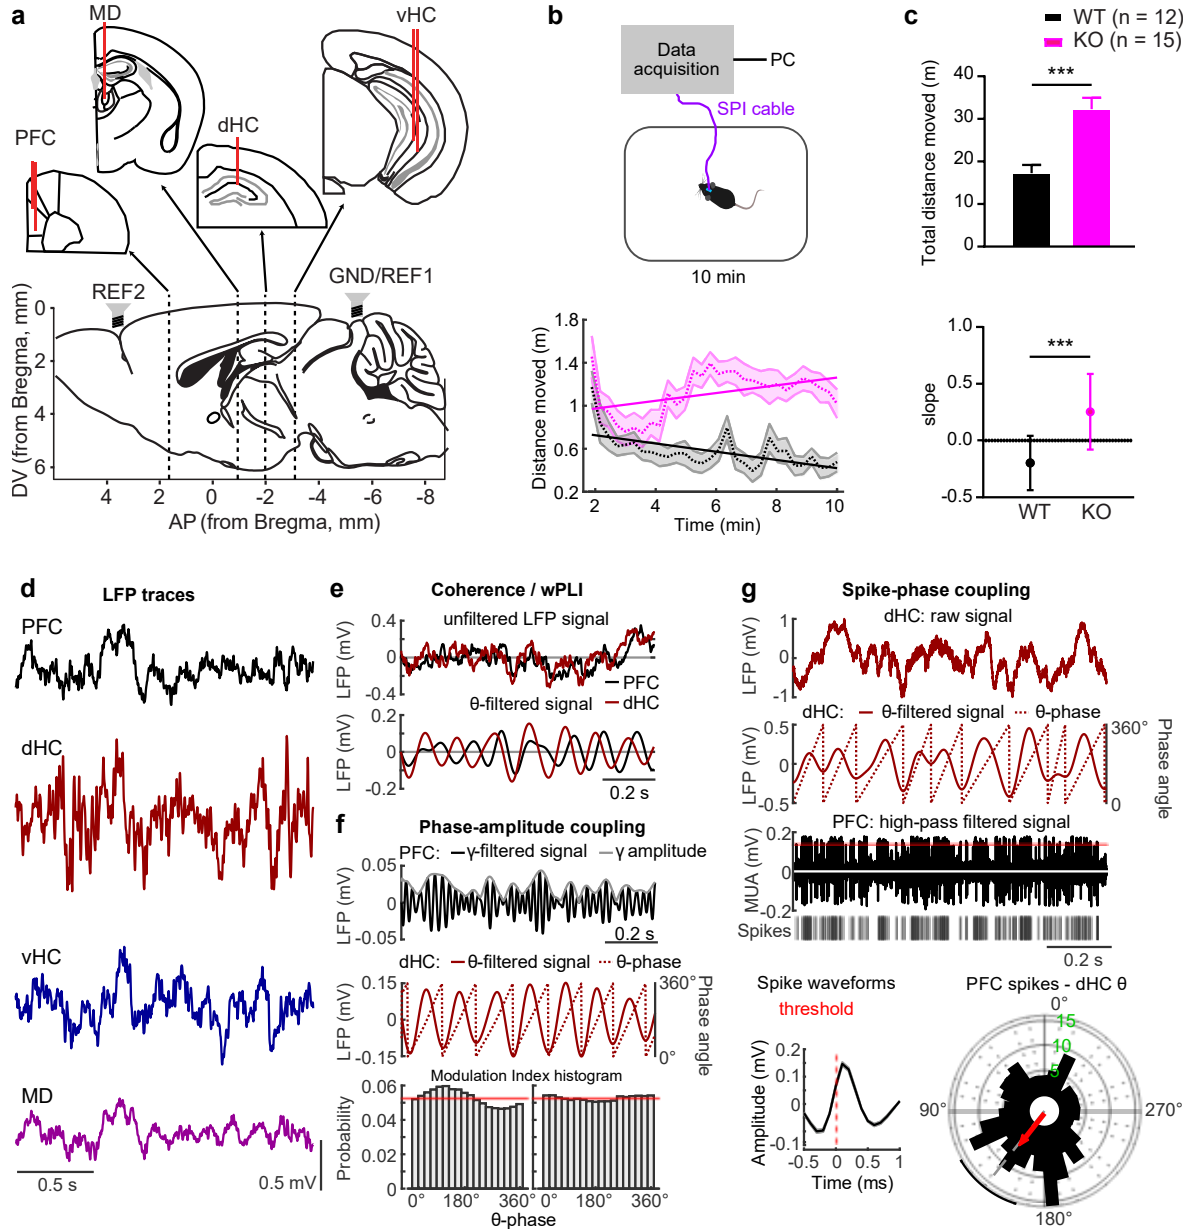 a
MD
vHC
PFC
dHC
REF2
GND/REF1
DV (from Bregma, mm)
0
2
4
6
4
2
0
-2
-4
-6
-8
AP (from Bregma, mm)
b
Data
acquisition
PC
SPI cable
10 min
Distance moved (m)
1.8
1.4
1
0.6
0.2
2
4
6
8
10
Time (min)
c
WT (n = 12)
KO (n = 15)
Total distance moved (m)
40
30
20
10
0
***
slope
1.0
0.5
0.0
-0.5
***
WT
KO
d
LFP traces
PFC
dHC
vHC
MD
0.5 s
0.5 mV
e
Coherence / wPLI
unfiltered LFP signal
LFP (mV)
0.4
0
-0.4
PFC
dHC
θ-filtered signal
LFP (mV)
0.2
0
-0.2
0.2 s
f
Phase-amplitude coupling
PFC: γ-filtered signal γ amplitude
LFP (mV)
0.05
0
-0.05
0.2 s
dHC: θ-filtered signal θ-phase
LFP (mV)
0.15
0
-0.15
360°
0°
Phase angle
Modulation Index histogram
Probability
0.06
0.04
0.02
0
0° 180° 360° 0° 180° 360°
θ-phase
g
Spike-phase coupling
dHC: raw signal
LFP (mV)
1
0
-1
dHC: θ-filtered signal θ-phase
LFP (mV)
0.5
0
-0.5
360°
0
Phase angle
PFC: high-pass filtered signal
MUA (mV)
0.2
0
-0.2
Spikes
0.2 s
Spike waveforms
threshold
Amplitude (mV)
0.2
0.1
0
-0.1
-0.5
0
0.5
1
Time (ms)
PFC spikes - dHC θ
0°
15
10
5
90°
270°
180°